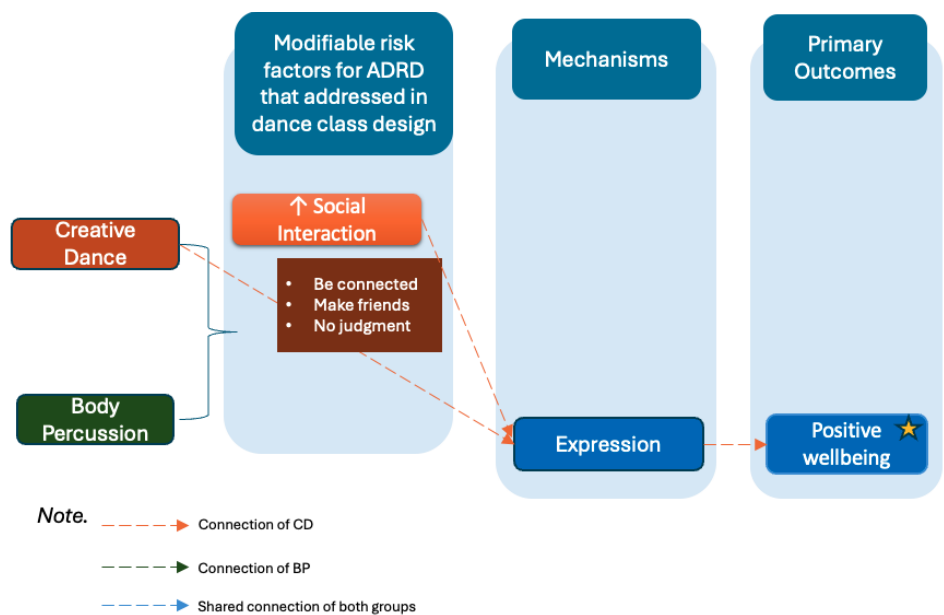 Modifiable risk
factors for ADRD
that addressed in
dance class design
Mechanisms
Primary
Outcomes
↑ Social
Interaction
Creative
Dance
• Be connected
• Make friends
• No judgment
Body
Percussion
Expression
Positive
wellbeing
Note.
Connection of CD
Connection of BP
Shared connection of both groups